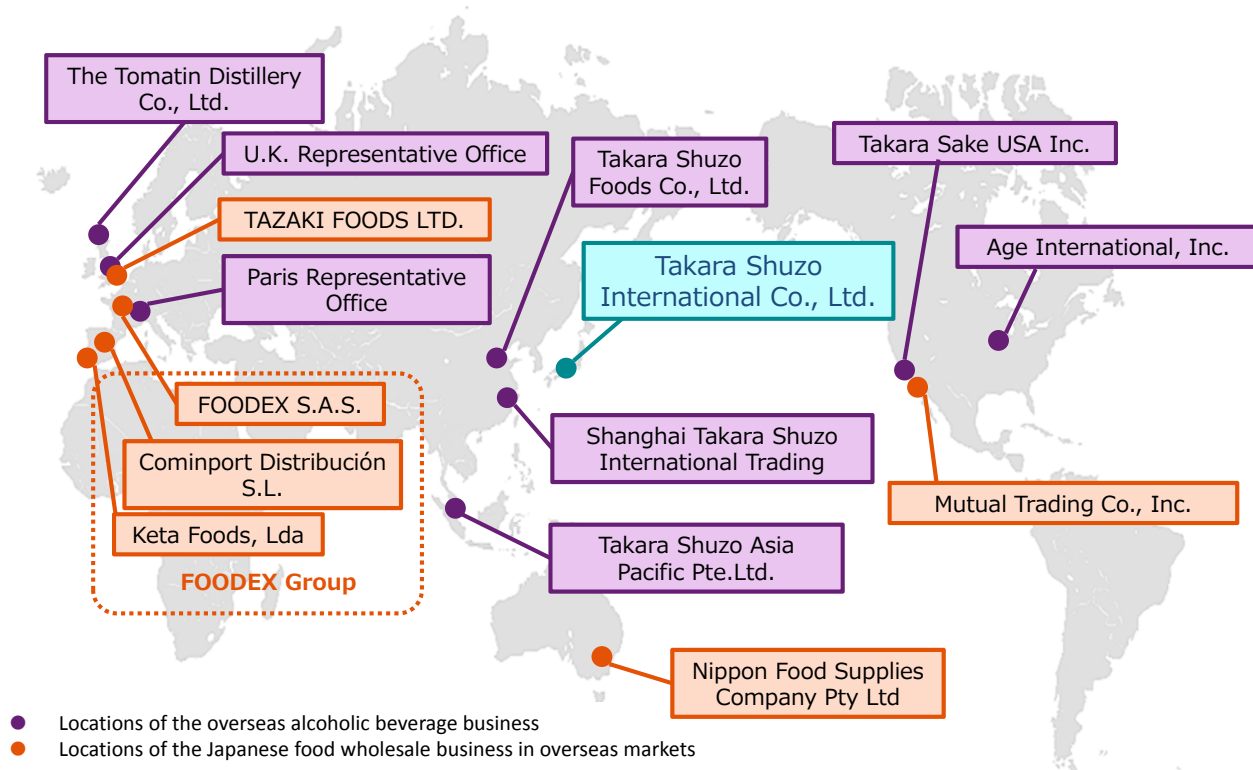 The Tomatin Distillery
Co., Ltd.
U.K. Representative Office
TAZAKI FOODS LTD.
Paris Representative
Office
FOODEX S.A.S.
Cominport Distribución
S.L.
Keta Foods, Lda
FOODEX Group
Takara Shuzo
Foods Co., Ltd.
Takara Shuzo
International Co., Ltd.
Shanghai Takara Shuzo
International Trading
Takara Shuzo Asia
Pacific Pte.Ltd.
Nippon Food Supplies
Company Pty Ltd
Takara Sake USA Inc.
Age International, Inc.
Mutual Trading Co., Inc.
Locations of the overseas alcoholic beverage business
Locations of the Japanese food wholesale business in overseas markets